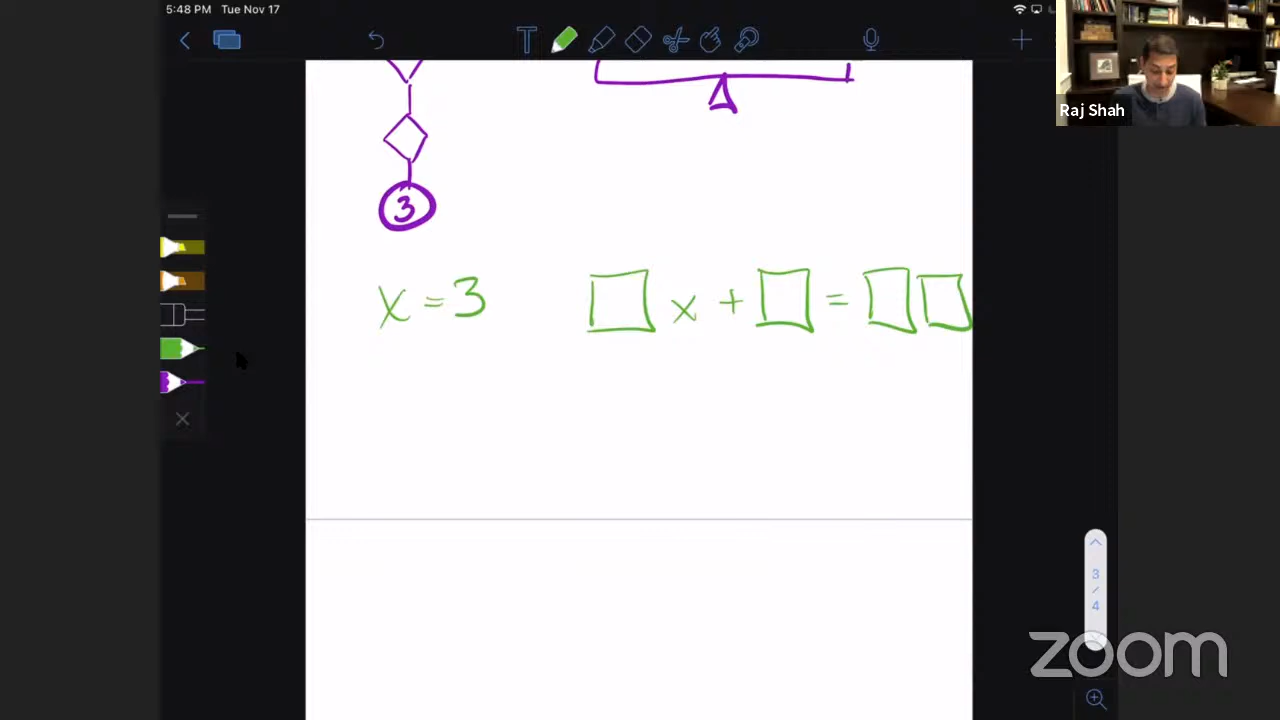 5:48 PM Tue Nov 17
T
Raj Shah
3
x = 3 □ x + □ = □ □
3
/
4
zoom